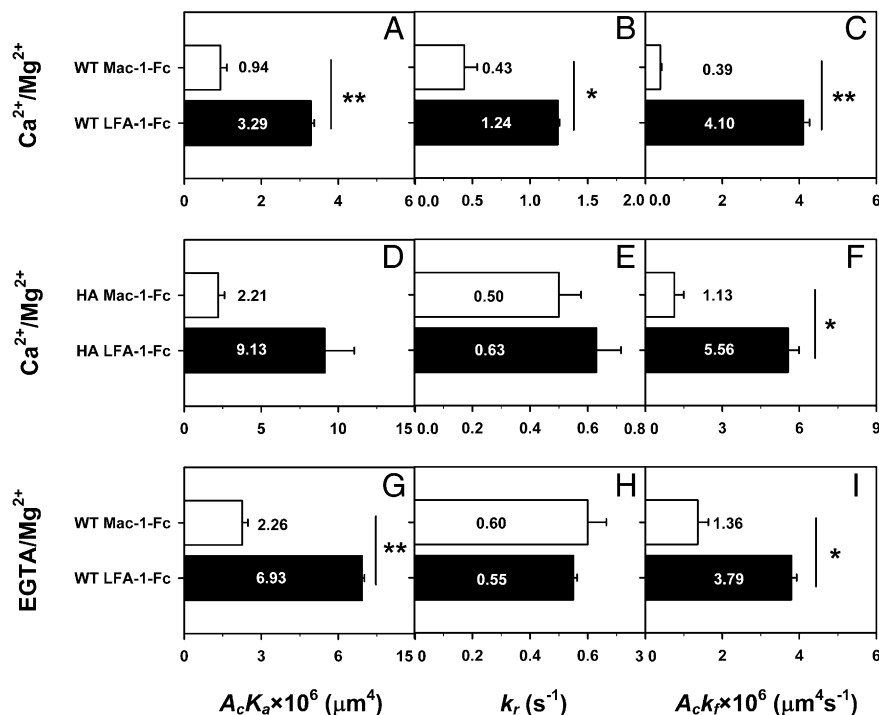 A
B
C
Ca²⁺/Mg²⁺
WT Mac-1-Fc
0.94
0.43
0.39
**
*
**
WT LFA-1-Fc
3.29
1.24
4.10
0 2 4 6 0.0 0.5 1.0 1.5 2.0 0 2 4 6
D
E
F
Ca²⁺/Mg²⁺
HA Mac-1-Fc
2.21
0.50
1.13
*
HA LFA-1-Fc
9.13
0.63
5.56
0 5 10 15 0.0 0.2 0.4 0.6 0.8 0 3 6 9
G
H
I
EGTA/Mg²⁺
WT Mac-1-Fc
2.26
0.60
1.36
**
*
WT LFA-1-Fc
6.93
0.55
3.79
0 3 6 15 0.0 0.2 0.4 0.6 0 2 4 6
AcKa×10⁶ (μm⁴)
kr (s⁻¹)
Ackf×10⁶ (μm⁴s⁻¹)